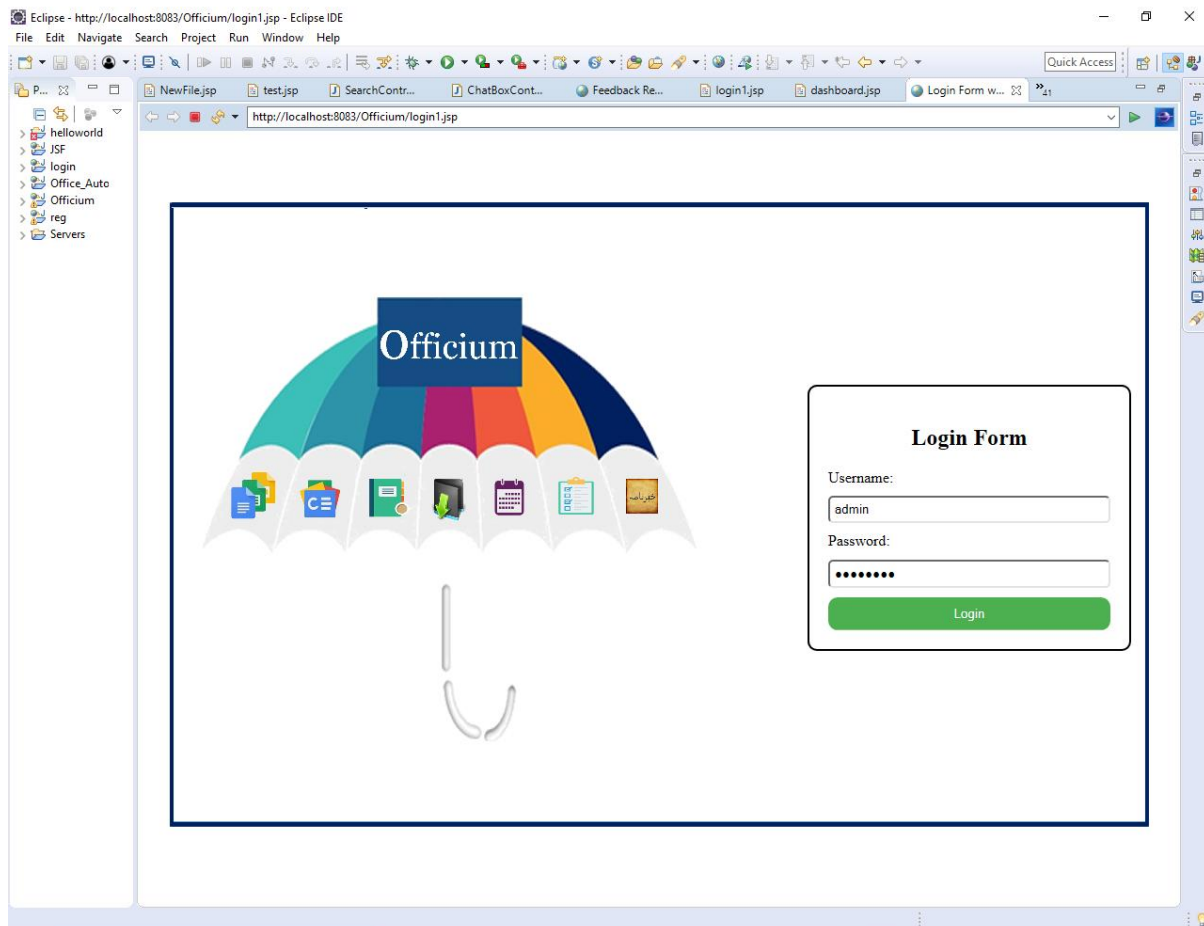 Eclipse - http://localhost:8083/Officium/login1.jsp - Eclipse IDE
File Edit Navigate Search Project Run Window Help
Quick Access
P...
NewFile.jsp test.jsp SearchContr... ChatBoxCont... Feedback Re... login1.jsp dashboard.jsp Login Form w... »41
http://localhost:8083/Officium/login1.jsp
helloworld
JSF
login
Office_Auto
Officium
reg
Servers
Officium
CE
Login Form
Username:
admin
Password:
••••••••
Login